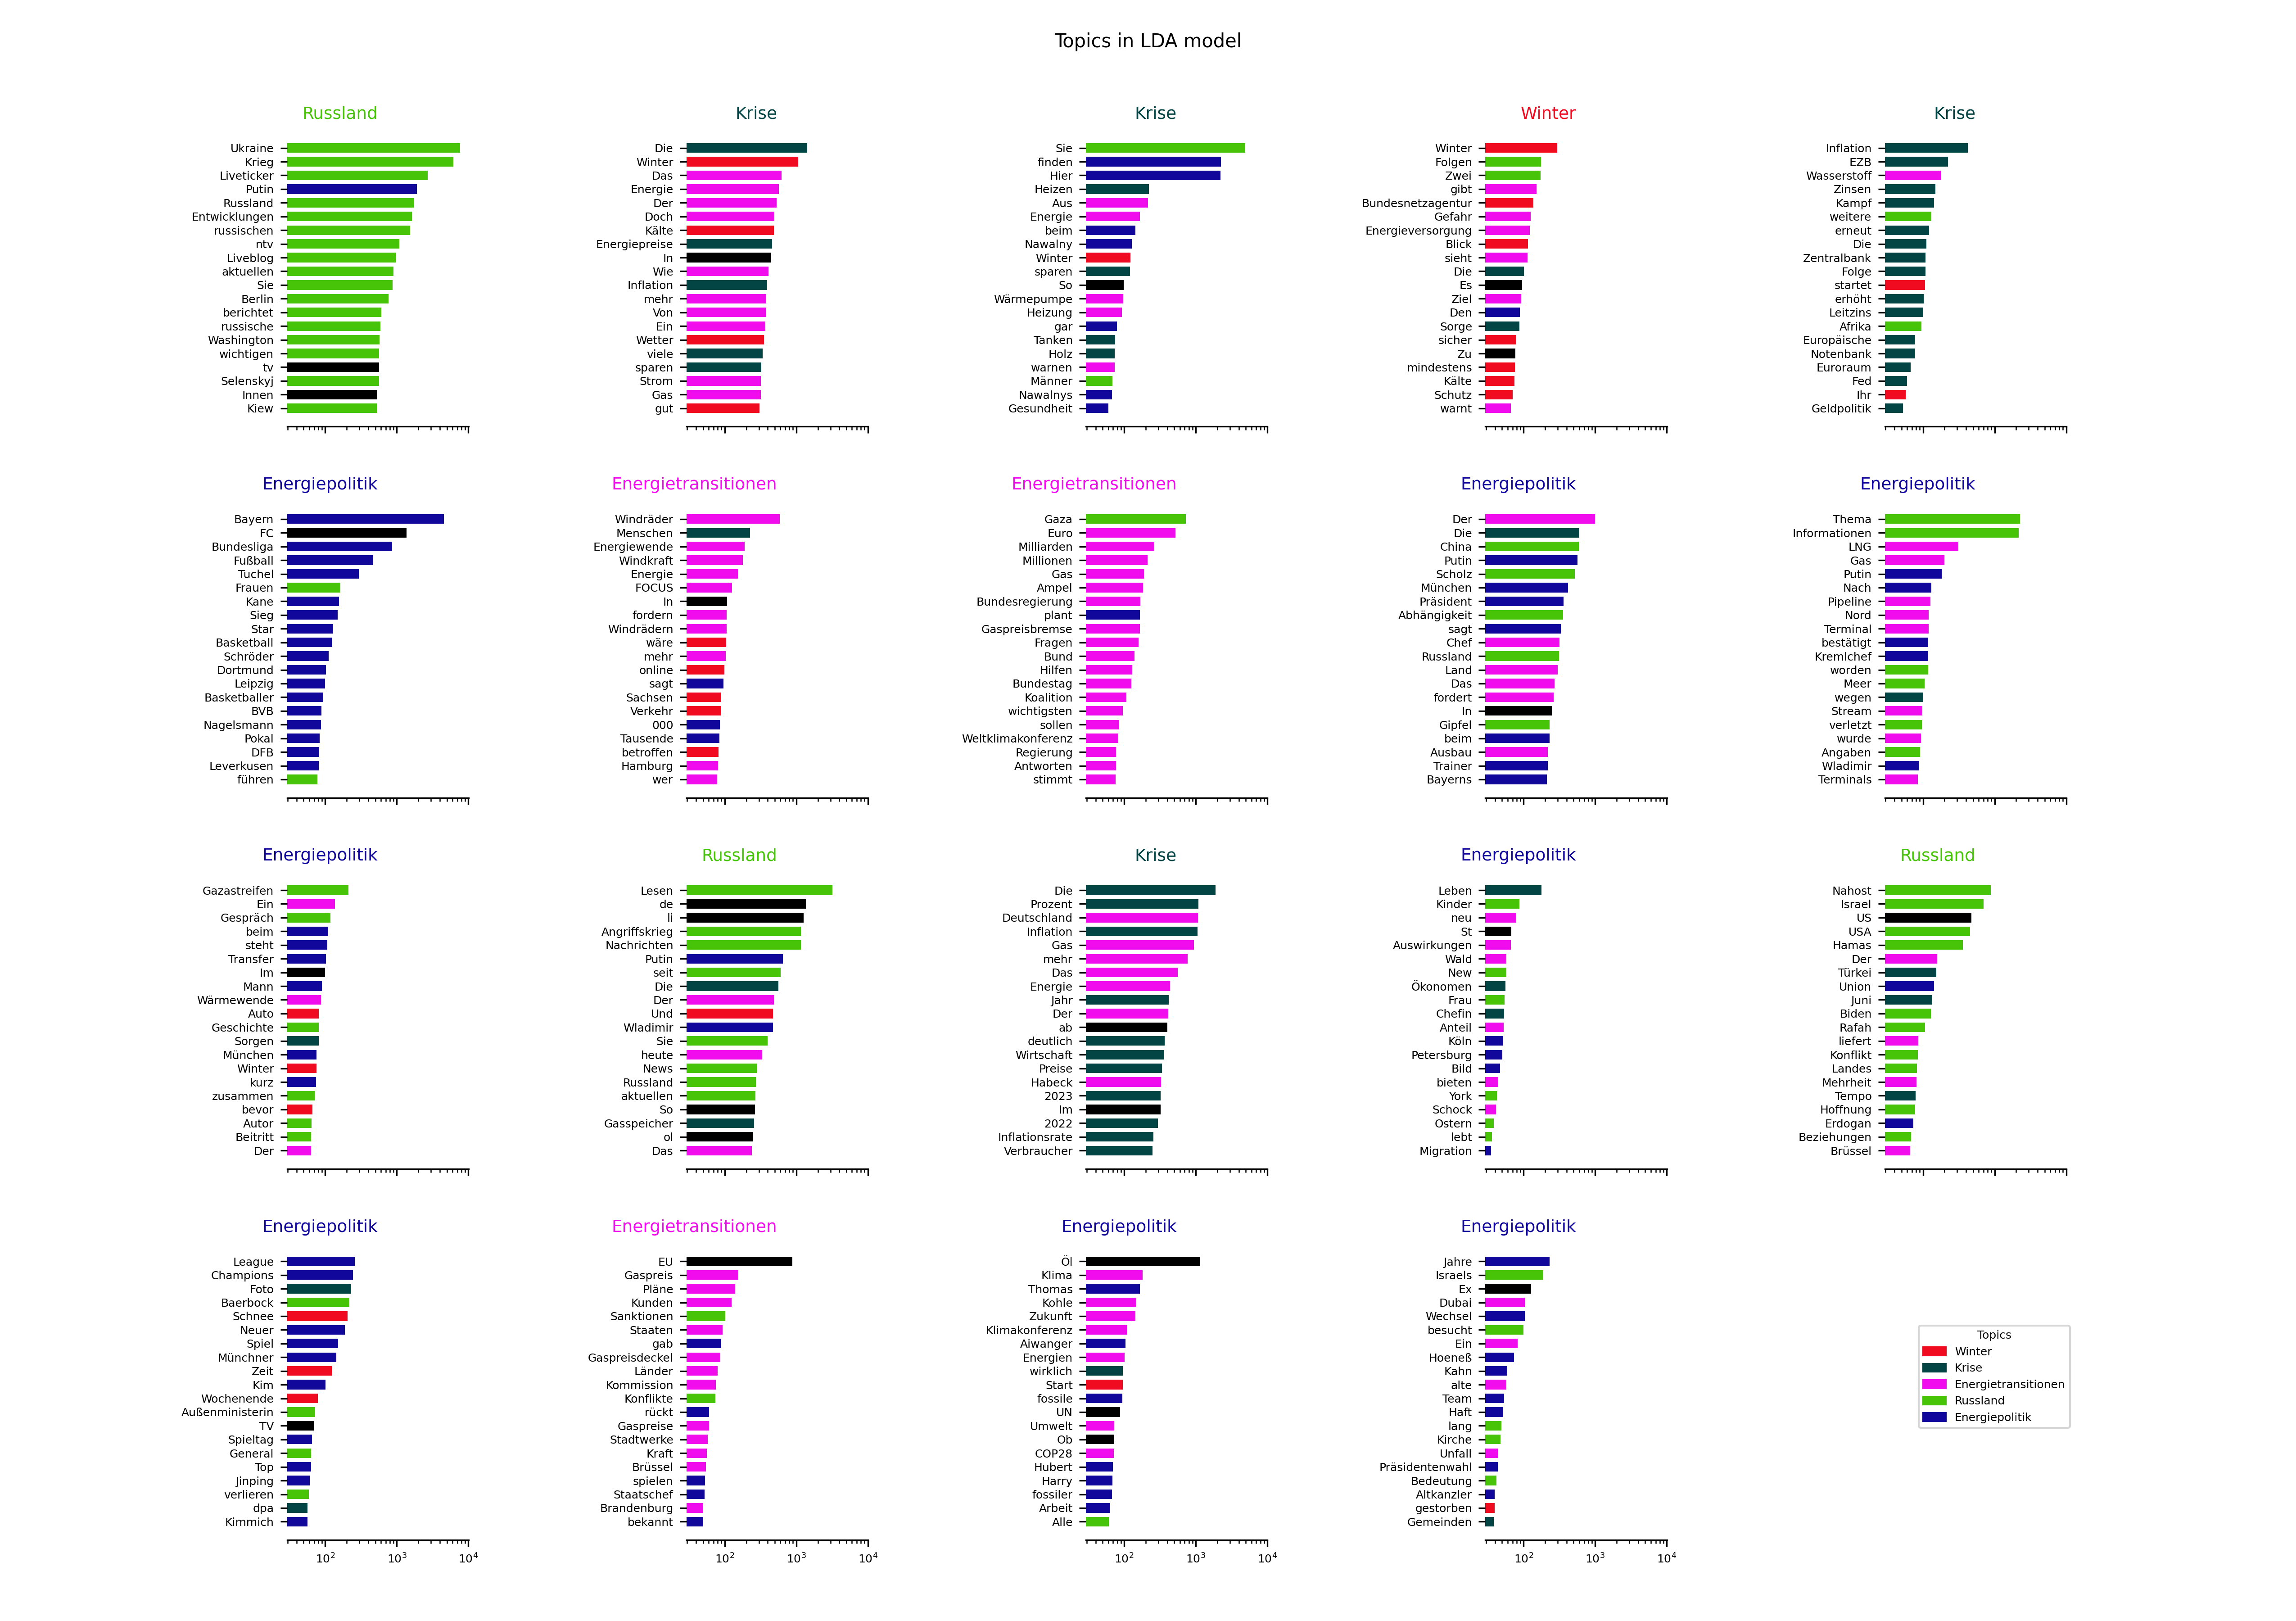 Topics in LDA model
Russland
Ukraine
Krieg
Liveticker
Putin
Russland
Entwicklungen
russischen
ntv
Liveblog
aktuellen
Sie
Berlin
berichtet
russische
Washington
wichtigen
tv
Selenskyj
Innen
Kiew
Krise
Die
Winter
Das
Energie
Der
Doch
Kälte
Energiepreise
In
Wie
Inflation
mehr
Von
Ein
Wetter
viele
sparen
Strom
Gas
gut
Krise
Sie
finden
Hier
Heizen
Aus
Energie
beim
Nawalny
Winter
sparen
So
Wärmepumpe
Heizung
gar
Tanken
Holz
warnen
Männer
Nawalnys
Gesundheit
Winter
Winter
Folgen
Zwei
gibt
Bundesnetzagentur
Gefahr
Energieversorgung
Blick
sieht
Die
Es
Ziel
Den
Sorge
sicher
Zu
mindestens
Kälte
Schutz
warnt
Krise
Inflation
EZB
Wasserstoff
Zinsen
Kampf
weitere
erneut
Die
Zentralbank
Folge
startet
erhöht
Leitzins
Afrika
Europäische
Notenbank
Euroraum
Fed
Ihr
Geldpolitik
Energiepolitik
Bayern
FC
Bundesliga
Fußball
Tuchel
Frauen
Kane
Sieg
Star
Basketball
Schröder
Dortmund
Leipzig
Basketballer
BVB
Nagelsmann
Pokal
DFB
Leverkusen
führen
Energietransitionen
Windräder
Menschen
Energiewende
Windkraft
Energie
FOCUS
In
fordern
Windrädern
wäre
mehr
online
sagt
Sachsen
Verkehr
000
Tausende
betroffen
Hamburg
wer
Energietransitionen
Gaza
Euro
Milliarden
Millionen
Gas
Ampel
Bundesregierung
plant
Gaspreisbremse
Fragen
Bund
Hilfen
Bundestag
Koalition
wichtigsten
sollen
Weltklimakonferenz
Regierung
Antworten
stimmt
Energiepolitik
Der
Die
China
Putin
Scholz
München
Präsident
Abhängigkeit
sagt
Chef
Russland
Land
Das
fordert
In
Gipfel
beim
Ausbau
Trainer
Bayerns
Energiepolitik
Thema
Informationen
LNG
Gas
Putin
Nach
Pipeline
Nord
Terminal
bestätigt
Kremlchef
worden
Meer
wegen
Stream
verletzt
wurde
Angaben
Wladimir
Terminals
Energiepolitik
Gazastreifen
Ein
Gespräch
beim
steht
Transfer
Im
Mann
Wärmewende
Auto
Geschichte
Sorgen
München
Winter
kurz
zusammen
bevor
Autor
Beitritt
Der
Russland
Lesen
de
li
Angriffskrieg
Nachrichten
Putin
seit
Die
Der
Und
Wladimir
Sie
heute
News
Russland
aktuellen
So
Gasspeicher
ol
Das
Krise
Die
Prozent
Deutschland
Inflation
Gas
mehr
Das
Energie
Jahr
Der
ab
deutlich
Wirtschaft
Preise
Habeck
2023
Im
2022
Inflationsrate
Verbraucher
Energiepolitik
Leben
Kinder
neu
St
Auswirkungen
Wald
New
Ökonomen
Frau
Chefin
Anteil
Köln
Petersburg
Bild
bieten
York
Schock
Ostern
lebt
Migration
Russland
Nahost
Israel
US
USA
Hamas
Der
Türkei
Union
Juni
Biden
Rafah
liefert
Konflikt
Landes
Mehrheit
Tempo
Hoffnung
Erdogan
Beziehungen
Brüssel
Energiepolitik
League
Champions
Foto
Baerbock
Schnee
Neuer
Spiel
Münchner
Zeit
Kim
Wochenende
Außenministerin
TV
Spieltag
General
Top
Jinping
verlieren
dpa
Kimmich
10² 10³ 10⁴
Energietransitionen
EU
Gaspreis
Pläne
Kunden
Sanktionen
Staaten
gab
Gaspreisdeckel
Länder
Kommission
Konflikte
rückt
Gaspreise
Stadtwerke
Kraft
Brüssel
spielen
Staatschef
Brandenburg
bekannt
10² 10³ 10⁴
Energiepolitik
Öl
Klima
Thomas
Kohle
Zukunft
Klimakonferenz
Aiwanger
Energien
wirklich
Start
fossile
UN
Umwelt
Ob
COP28
Hubert
Harry
fossiler
Arbeit
Alle
10² 10³ 10⁴
Energiepolitik
Jahre
Israels
Ex
Dubai
Wechsel
besucht
Ein
Hoeneß
Kahn
alte
Team
Haft
lang
Kirche
Unfall
Präsidentenwahl
Bedeutung
Altkanzler
gestorben
Gemeinden
10² 10³ 10⁴
Topics
Winter
Krise
Energietransitionen
Russland
Energiepolitik